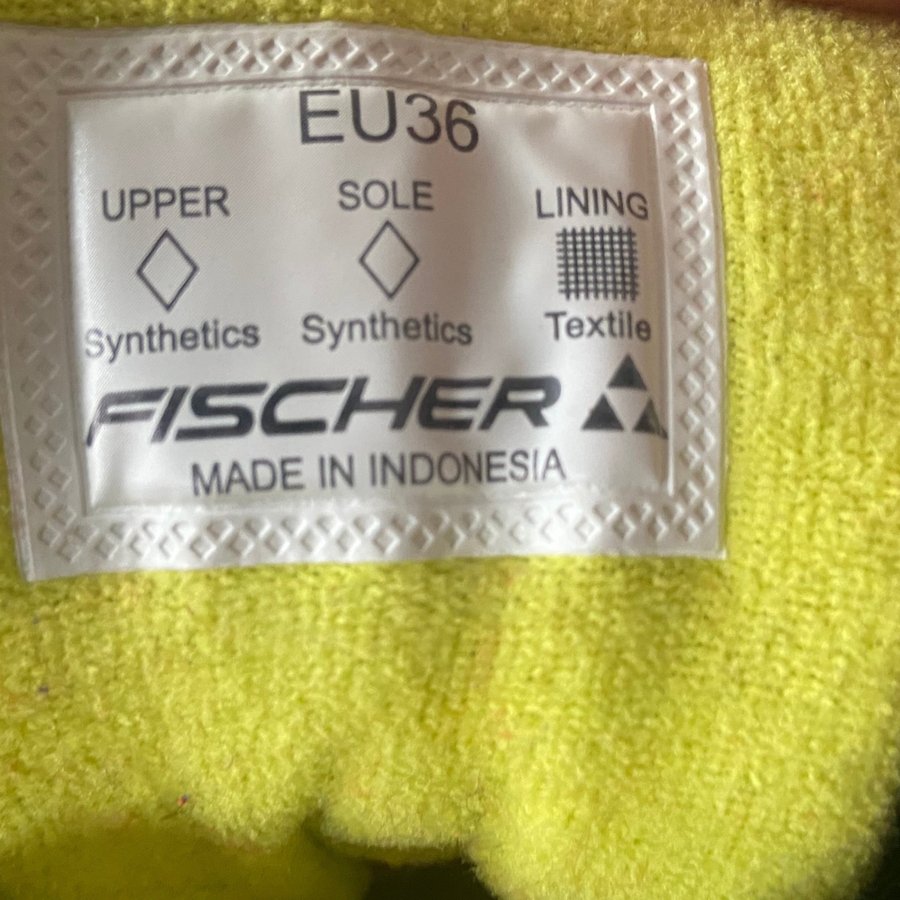 EU36
UPPER SOLE LINING
Synthetics Synthetics Textile
FISCHER
MADE IN INDONESIA